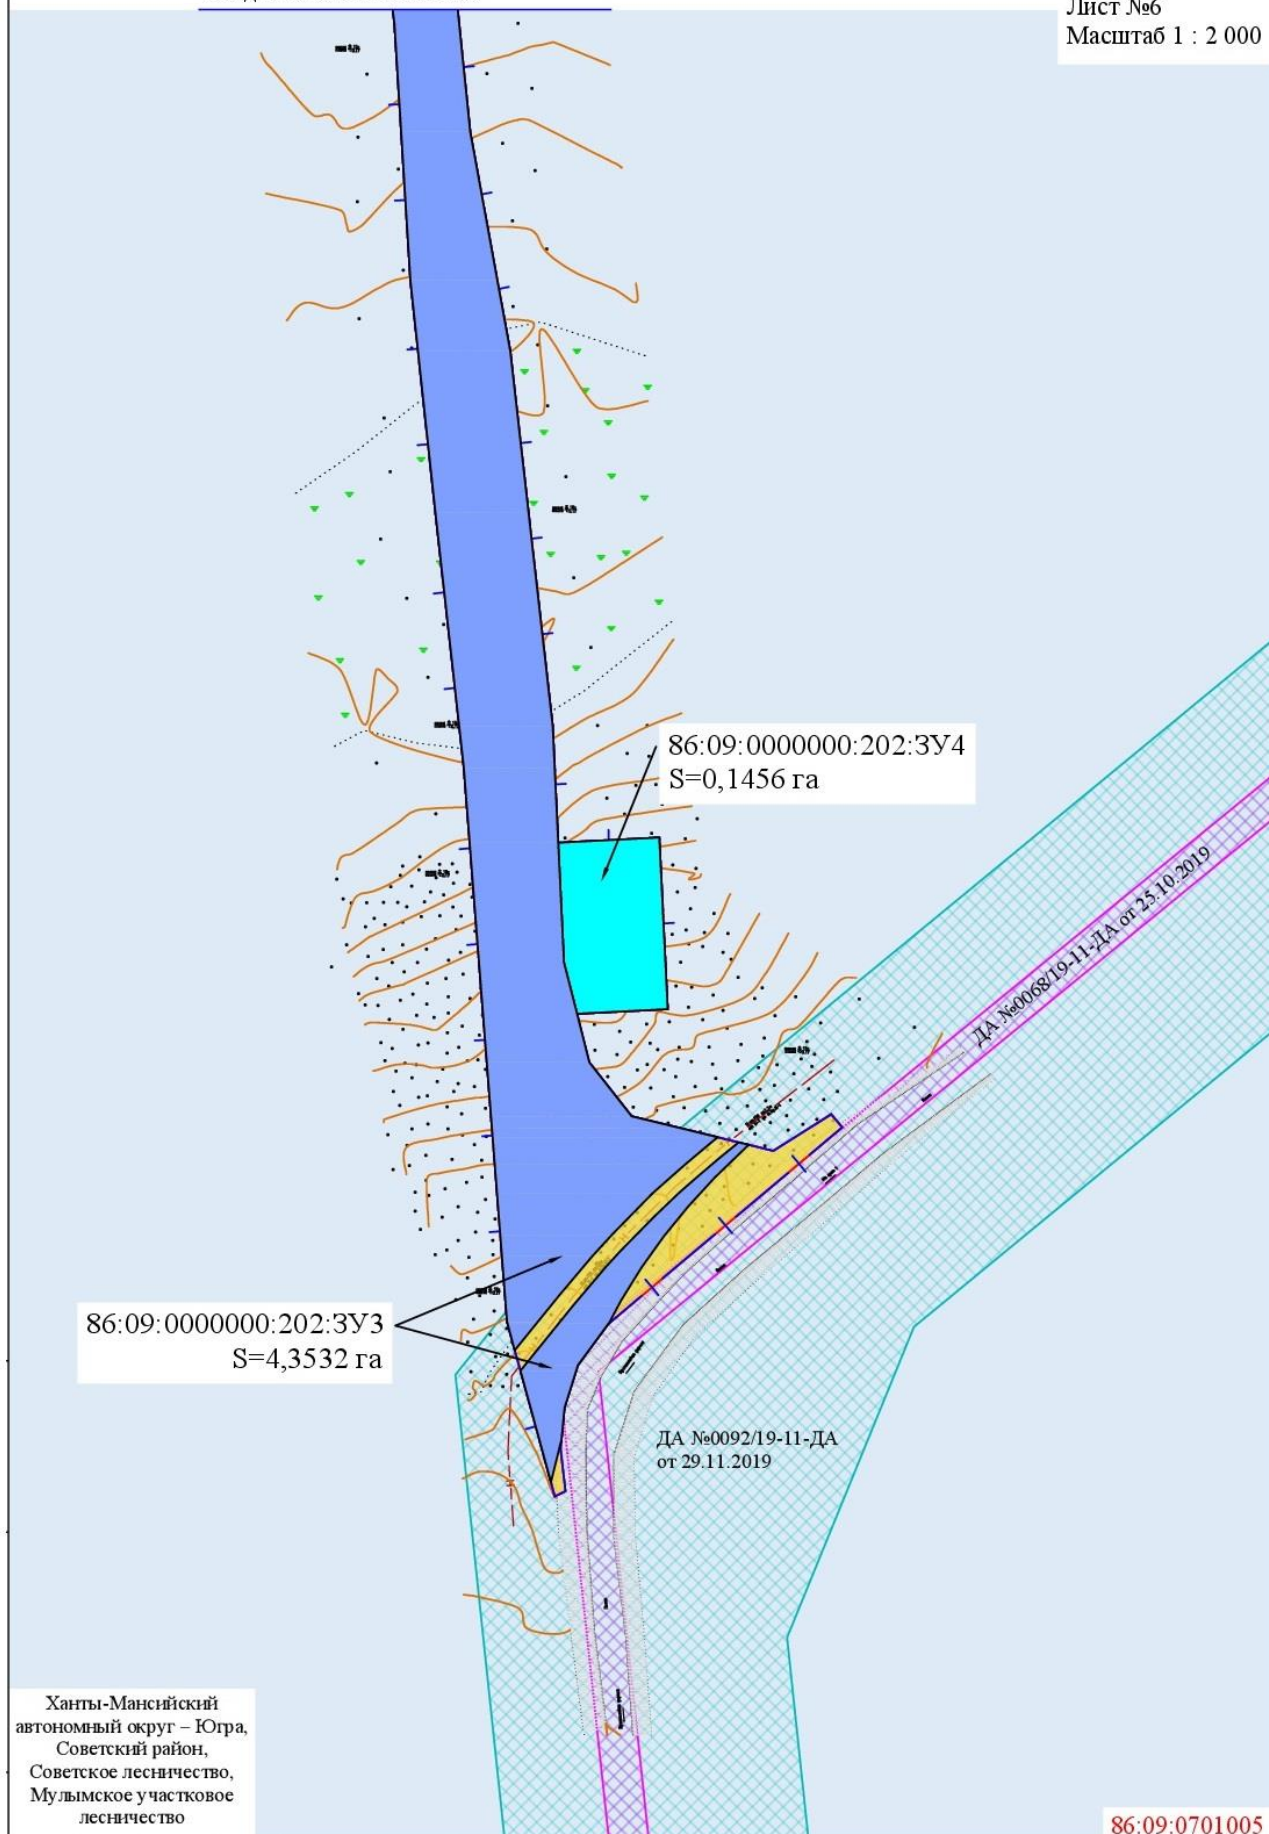 Лист №6
Масштаб 1 : 2 000
86:09:0000000:202:ЗУ4
S=0,1456 га
ДА №0068/19-11-ДА от 25.10.2019
86:09:0000000:202:ЗУ3
S=4,3532 га
ДА №0092/19-11-ДА
от 29.11.2019
Ханты-Мансийский
автономный округ – Югра,
Советский район,
Советское лесничество,
Мулымское участковое
лесничество
86:09:0701005